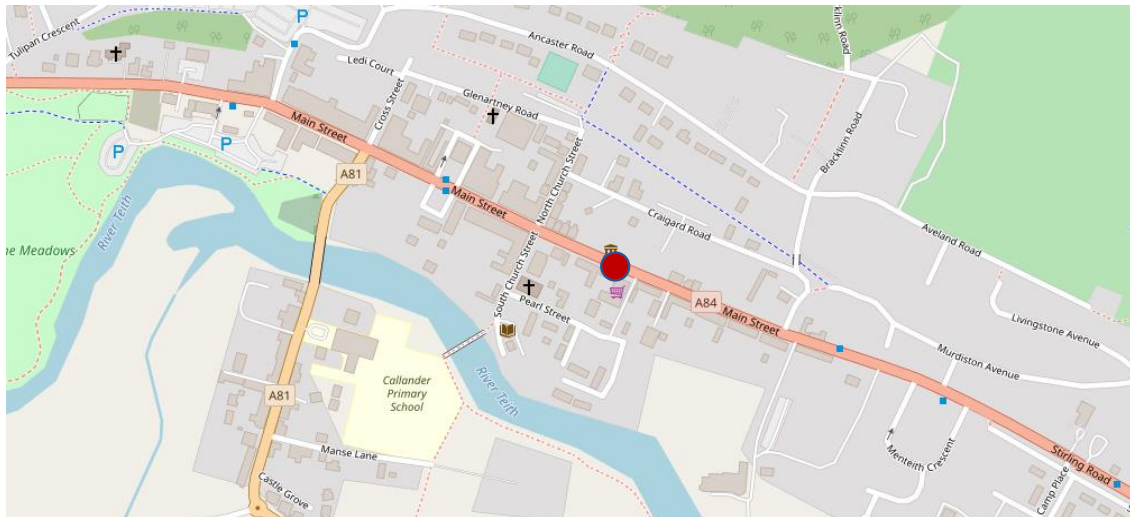 Tulipan Crescent
P
Ancaster Road
Bracklinn Road
Ledi Court
Cross Street
Glenartney Road
Main Street
P
P
A81
Main Street
North Church Street
Craigard Road
Bracklinn Road
River Teith
ne Meadows
South Church Street
Aveland Road
A84
Main Street
Pearl Street
Livingstone Avenue
Murdiston Avenue
River Teith
Callander
Primary
School
A81
Manse Lane
Menteith Crescent
Stirling Road
Castle Grove
Camp Place
S